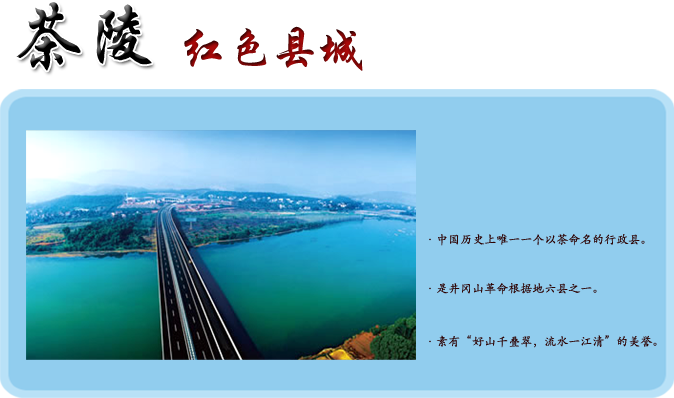 茶陵 红色县城
· 中国历史上唯一一个以茶命名的行政县。
· 是井冈山革命根据地六县之一。
· 素有“好山千叠翠，流水一江清”的美誉。